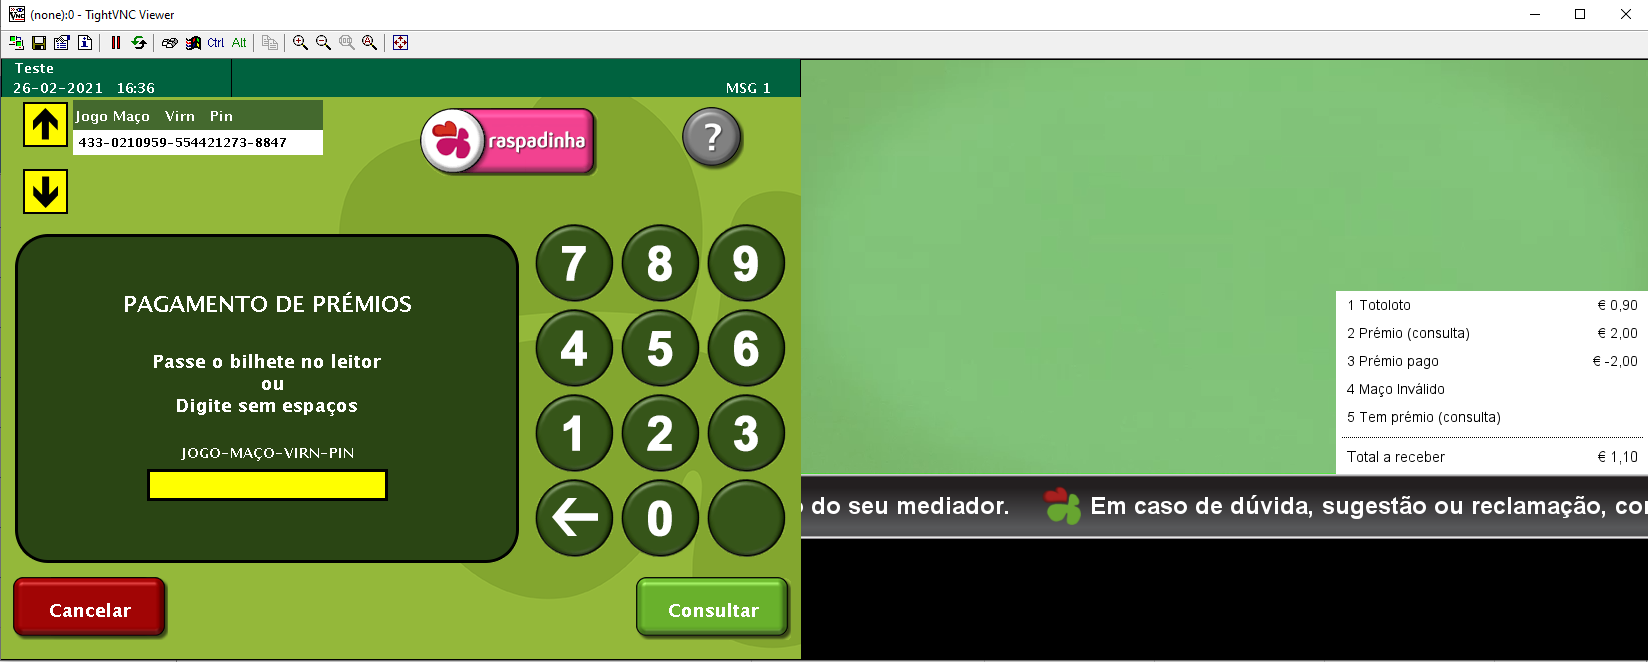 (none):0 - TightVNC Viewer
Ctrl Alt
Teste
26-02-2021 16:36
MSG 1
Jogo Maço Virn Pin
433-0210959-554421273-8847
raspadinha
?
PAGAMENTO DE PRÉMIOS
Passe o bilhete no leitor
ou
Digite sem espaços
JOGO-MAÇO-VIRN-PIN
7 8 9
4 5 6
1 2 3
0
Cancelar
Consultar
1 Totoloto € 0,90
2 Prémio (consulta) € 2,00
3 Prémio pago € -2,00
4 Maço Inválido
5 Tem prémio (consulta)
Total a receber € 1,10
do seu mediador. Em caso de dúvida, sugestão ou reclamação,